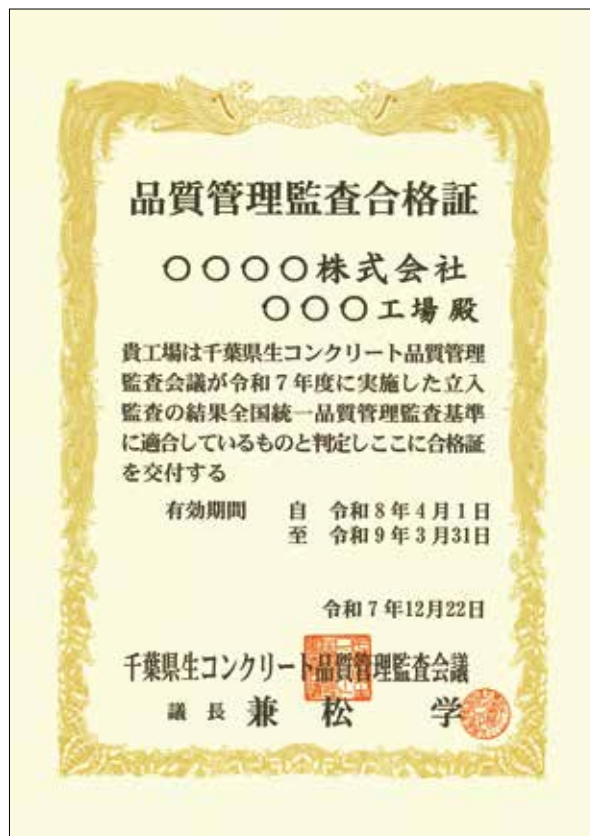 品質管理監査合格証
〇〇〇〇株式会社
〇〇〇工場殿
貴工場は千葉県生コンクリート品質管理
監査会議が令和7年度に実施した立入
監査の結果全国統一品質管理監査基準
に適合しているものと判定しここに合格証
を交付する
有効期間 自 令和8年4月1日
至 令和9年3月31日
令和7年12月22日
千葉県生コンクリート品質管理監査会議
議長 兼松 学